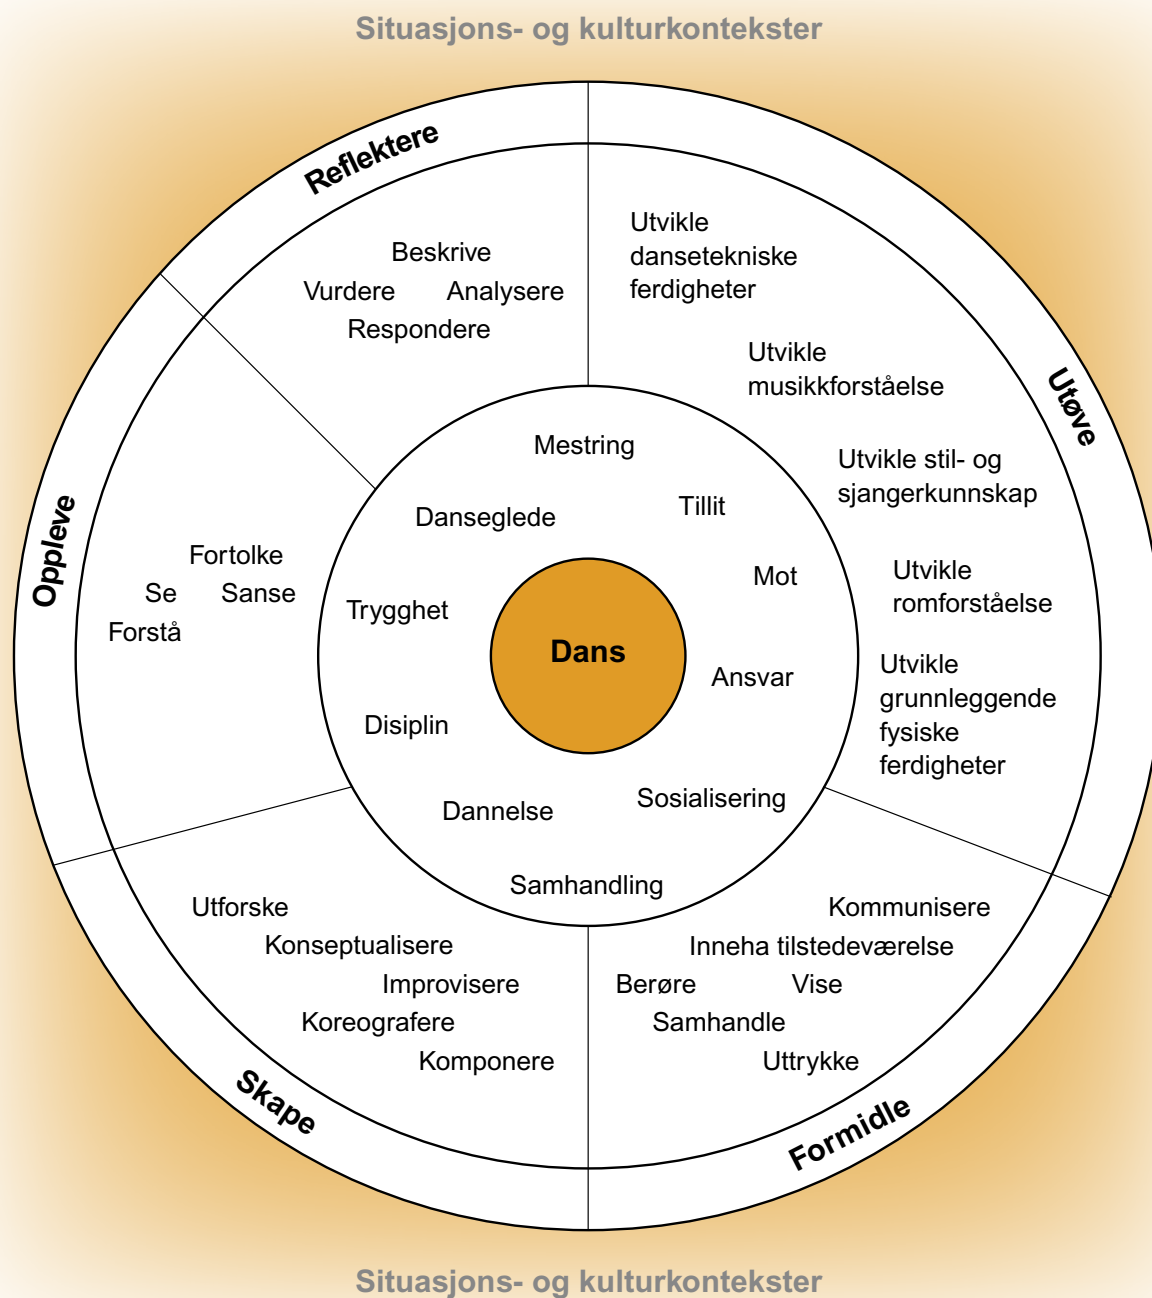 Situasjons- og kulturkontekster
Reflektere
Beskrive
Vurdere Analysere
Respondere
Utøve
Utvikle
dansetekniske
ferdigheter
Utvikle
musikkforståelse
Utvikle stil- og
sjangerkunnskap
Utvikle
romforståelse
Utvikle
grunnleggende
fysiske
ferdigheter
Oppleve
Fortolke
Se Sanse
Forstå
Mestring
Danseglede
Tillit
Mot
Trygghet
Dans
Ansvar
Disiplin
Dannelse
Sosialisering
Samhandling
Skape
Utforske
Konseptualisere
Improvisere
Koreografere
Komponere
Formidle
Kommunisere
Inneha tilstedeværelse
Berøre Vise
Samhandle
Uttrykke
Situasjons- og kulturkontekster